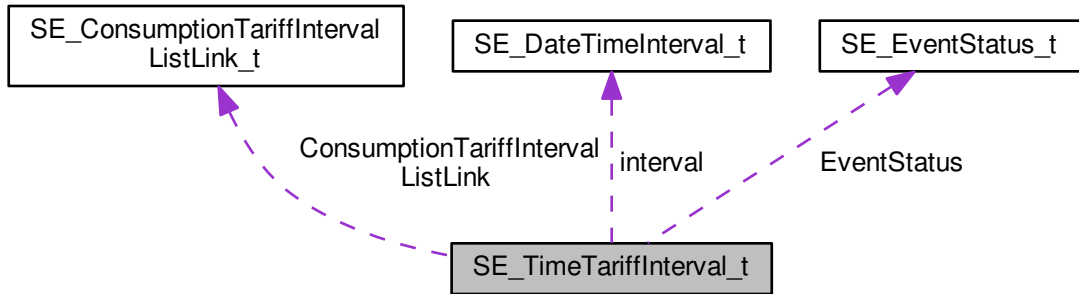 SE_ConsumptionTariffInterval
ListLink_t
SE_DateTimeInterval_t
SE_EventStatus_t
ConsumptionTariffInterval
ListLink
interval
EventStatus
SE_TimeTariffInterval_t